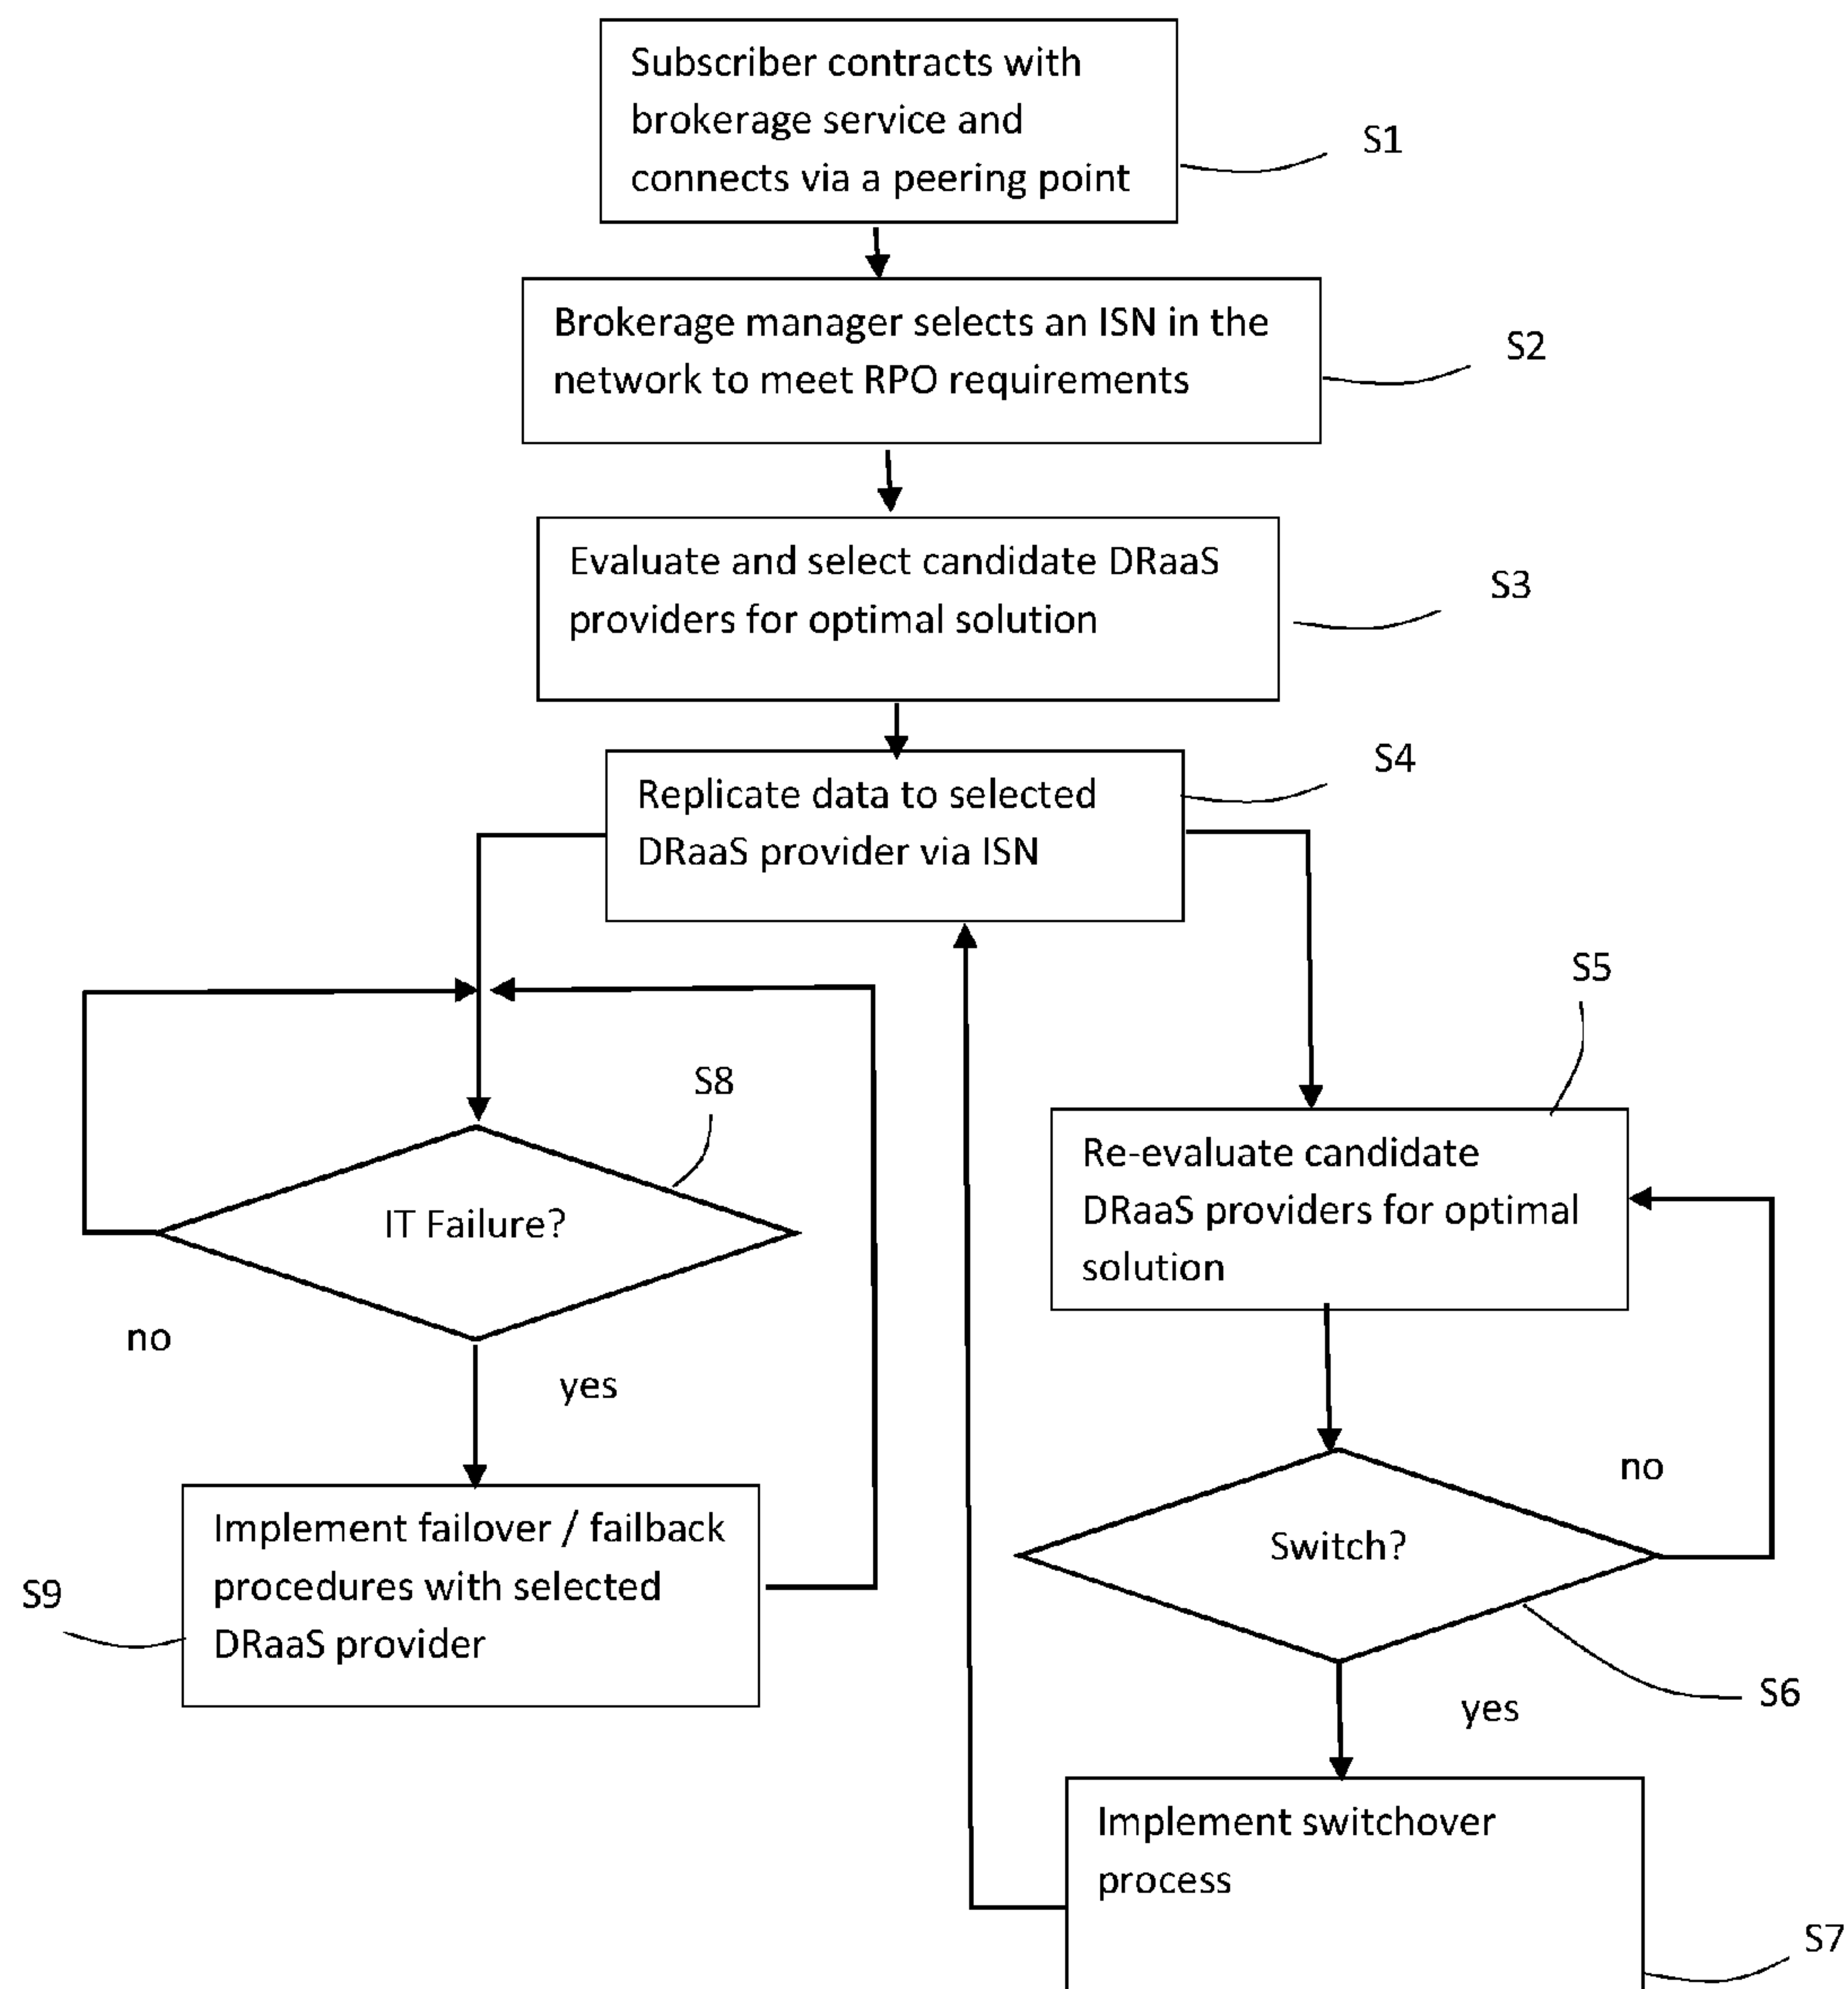 Subscriber contracts with
brokerage service and
connects via a peering point
S1
Brokerage manager selects an ISN in the
network to meet RPO requirements
S2
Evaluate and select candidate DRaaS
providers for optimal solution
S3
Replicate data to selected
DRaaS provider via ISN
S4
S5
Re-evaluate candidate
DRaaS providers for optimal
solution
S8
IT Failure?
no
yes
Switch?
no
S6
yes
Implement failover / failback
procedures with selected
DRaaS provider
S9
Implement switchover
process
S7